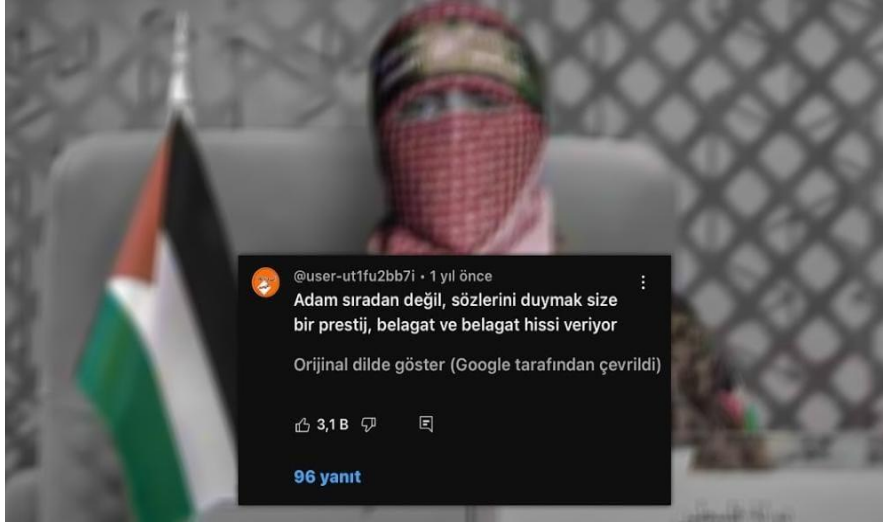 @user-ut1fu2bb7i • 1 yıl önce
Adam sıradan değil, sözlerini duymak size
bir prestij, belagat ve belagat hissi veriyor
Orijinal dilde göster (Google tarafından çevrildi)
3,1 B
96 yanıt